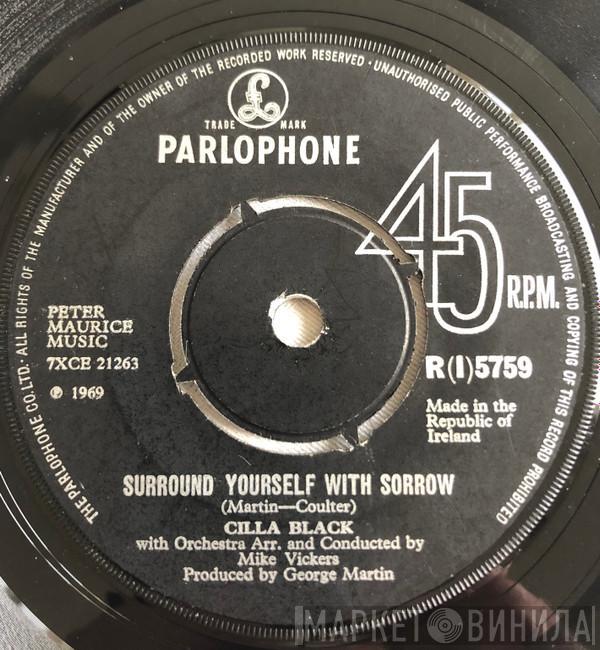 THE PARLOPHONE CO. LTD. · ALL RIGHTS OF THE MANUFACTURER AND OF THE OWNER OF THE RECORDED WORK RESERVED · UNAUTHORISED PUBLIC PERFORMANCE BROADCASTING AND COPYING OF THIS RECORD PROHIBITED
£
TRADE MARK
PARLOPHONE
45
R.P.M.
PETER
MAURICE
MUSIC
7XCE 21263
℗ 1969
R(I)5759
Made in the
Republic of
Ireland
SURROUND YOURSELF WITH SORROW
(Martin—Coulter)
CILLA BLACK
with Orchestra Arr. and Conducted by
Mike Vickers
Produced by George Martin
МАРКЕТ ВИНИЛА